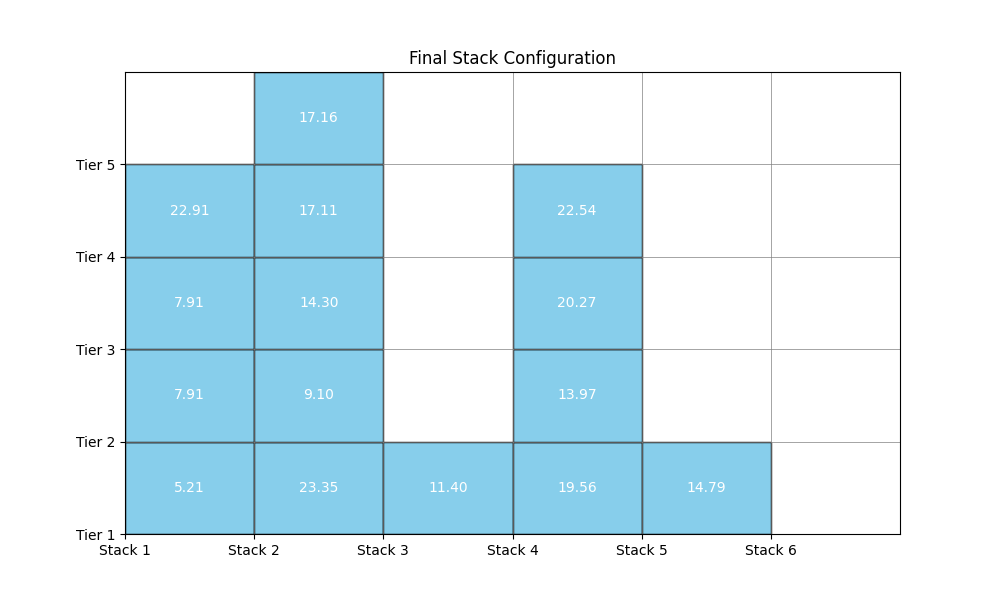 Final Stack Configuration
17.16
Tier 5
22.91 17.11 22.54
Tier 4
7.91 14.30 20.27
Tier 3
7.91 9.10 13.97
Tier 2
5.21 23.35 11.40 19.56 14.79
Tier 1
Stack 1 Stack 2 Stack 3 Stack 4 Stack 5 Stack 6